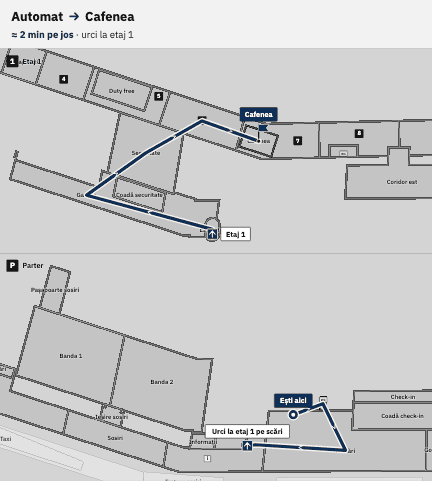 Automat → Cafenea
≈ 2 min pe jos · urci la etaj 1
1 Etaj 1
4
Duty free
5
Cafenea
7
8
Coridor est
Coadă securitate
Etaj 1
P Parter
Pașapoarte sosiri
Banda 1
Banda 2
Ieșire sosiri
Sosiri
Taxi
Ești aici
Urci la etaj 1 pe scări
Informații
Check-in
Coadă check-in